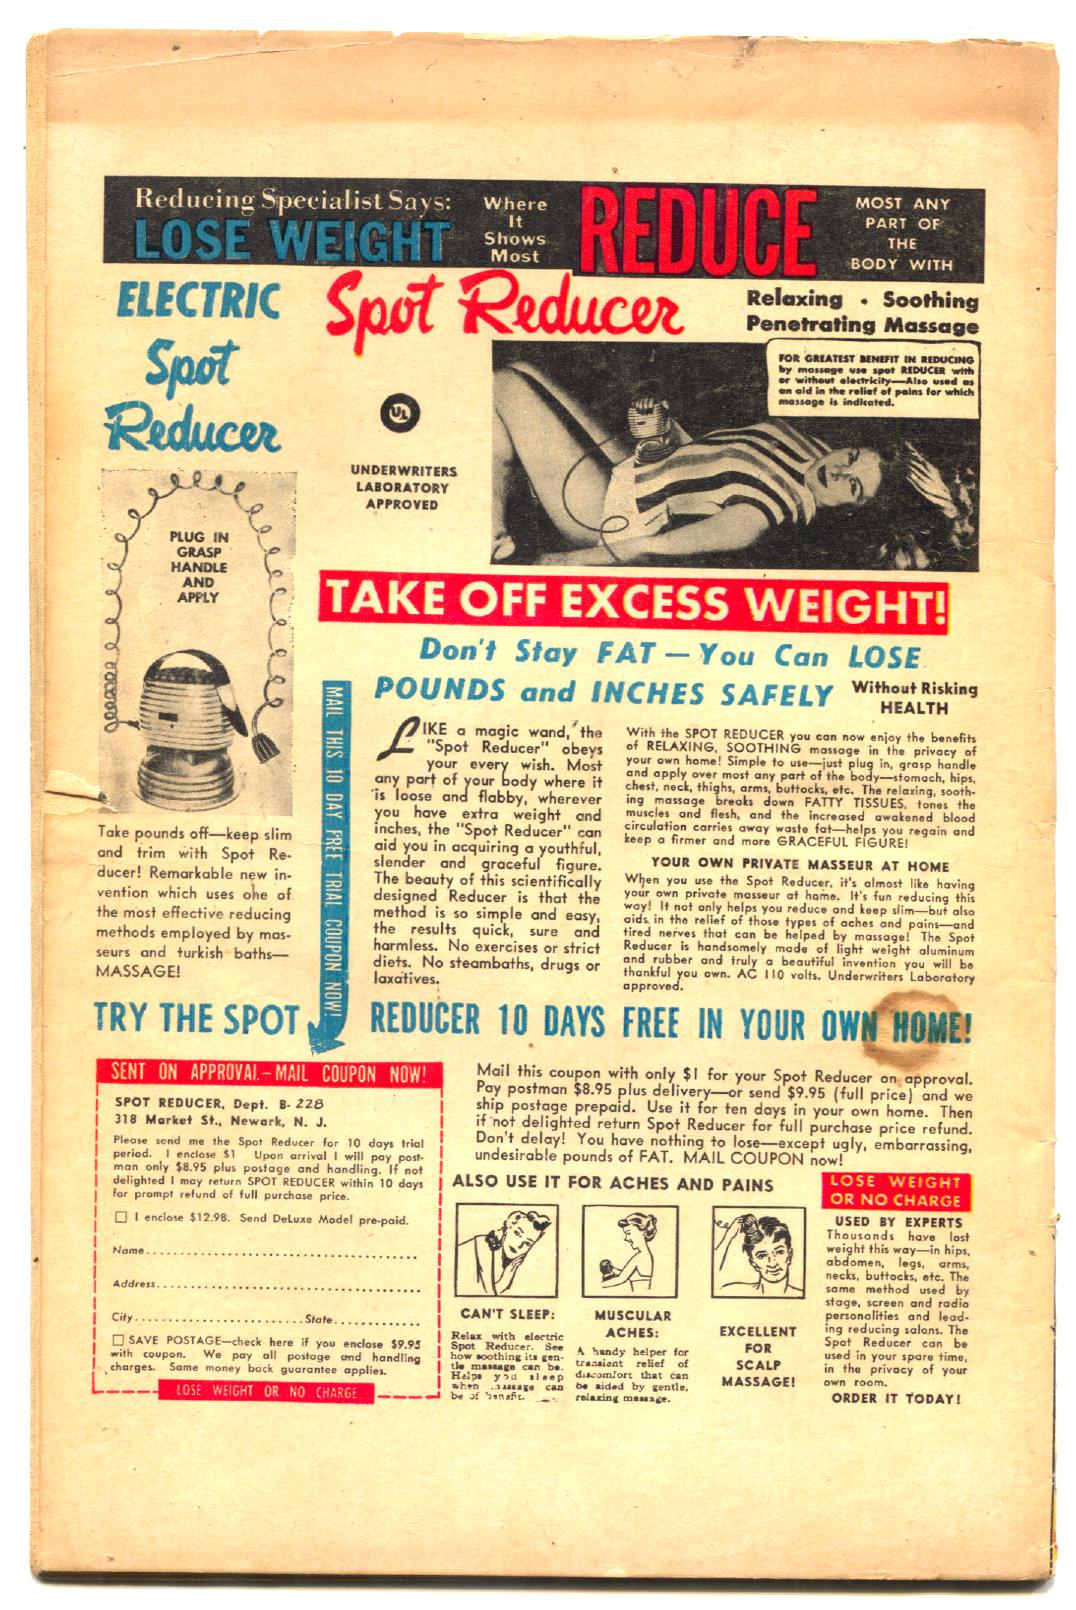 Reducing Specialist Says:
LOSE WEIGHT
Where
It
Shows
Most
REDUCE
MOST ANY
PART OF
THE
BODY WITH
ELECTRIC
Spot
Reducer
Spot Reducer
Relaxing • Soothing
Penetrating Massage
UL
UNDERWRITERS
LABORATORY
APPROVED
FOR GREATEST BENEFIT IN REDUCING
by massage use spot REDUCER with
or without electricity—Also used as
an aid in the relief of pains for which
massage is indicated.
PLUG IN
GRASP
HANDLE
AND
APPLY
Take pounds off—keep slim
and trim with Spot Re-
ducer! Remarkable new in-
vention which uses one of
the most effective reducing
methods employed by mas-
seurs and turkish baths—
MASSAGE!
TAKE OFF EXCESS WEIGHT!
Don't Stay FAT — You Can LOSE
POUNDS and INCHES SAFELY
Without Risking
HEALTH
MAIL THIS 10 DAY FREE TRIAL COUPON NOW!
LIKE a magic wand, the
"Spot Reducer" obeys
your every wish. Most
any part of your body where it
is loose and flabby, wherever
you have extra weight and
inches, the "Spot Reducer" can
aid you in acquiring a youthful,
slender and graceful figure.
The beauty of this scientifically
designed Reducer is that the
method is so simple and easy,
the results quick, sure and
harmless. No exercises or strict
diets. No steambaths, drugs or
laxatives.
With the SPOT REDUCER you can now enjoy the benefits
of RELAXING, SOOTHING massage in the privacy of
your own home! Simple to use—just plug in, grasp handle
and apply over most any part of the body—stomach, hips,
chest, neck, thighs, arms, buttocks, etc. The relaxing, sooth-
ing massage breaks down FATTY TISSUES, tones the
muscles and flesh, and the increased awakened blood
circulation carries away waste fat—helps you regain and
keep a firmer and more GRACEFUL FIGURE!
YOUR OWN PRIVATE MASSEUR AT HOME
When you use the Spot Reducer, it's almost like having
your own private masseur at home. It's fun reducing this
way! It not only helps you reduce and keep slim—but also
aids in the relief of those types of aches and pains—and
tired nerves that can be helped by massage! The Spot
Reducer is handsomely made of light weight aluminum
and rubber and truly a beautiful invention you will be
thankful you own. AC 110 volts. Underwriters Laboratory
approved.
TRY THE SPOT REDUCER 10 DAYS FREE IN YOUR OWN HOME!
SENT ON APPROVAL—MAIL COUPON NOW!
SPOT REDUCER, Dept. B-228
318 Market St., Newark, N. J.
Please send me the Spot Reducer for 10 days trial
period. I enclose $1 Upon arrival I will pay post-
man only $8.95 plus postage and handling. If not
delighted I may return SPOT REDUCER within 10 days
for prompt refund of full purchase price.
☐ I enclose $12.98. Send DeLuxe Model pre-paid.
Name
Address
City State
☐ SAVE POSTAGE—check here if you enclose $9.95
with coupon. We pay all postage and handling
charges. Same money back guarantee applies.
LOSE WEIGHT OR NO CHARGE
Mail this coupon with only $1 for your Spot Reducer on approval.
Pay postman $8.95 plus delivery—or send $9.95 (full price) and we
ship postage prepaid. Use it for ten days in your own home. Then
if not delighted return Spot Reducer for full purchase price refund.
Don't delay! You have nothing to lose—except ugly, embarrassing,
undesirable pounds of FAT. MAIL COUPON now!
ALSO USE IT FOR ACHES AND PAINS
CAN'T SLEEP:
Relax with electric
Spot Reducer. See
how soothing its gen-
tle massage can be.
Helps you sleep
when massage can
be of benefit.
MUSCULAR
ACHES:
A handy helper for
transient relief of
discomfort that can
be aided by gentle,
relaxing massage.
EXCELLENT
FOR
SCALP
MASSAGE!
LOSE WEIGHT
OR NO CHARGE
USED BY EXPERTS
Thousands have lost
weight this way—in hips,
abdomen, legs, arms,
necks, buttocks, etc. The
same method used by
stage, screen and radio
personalities and lead-
ing reducing salons. The
Spot Reducer can be
used in your spare time,
in the privacy of your
own room.
ORDER IT TODAY!